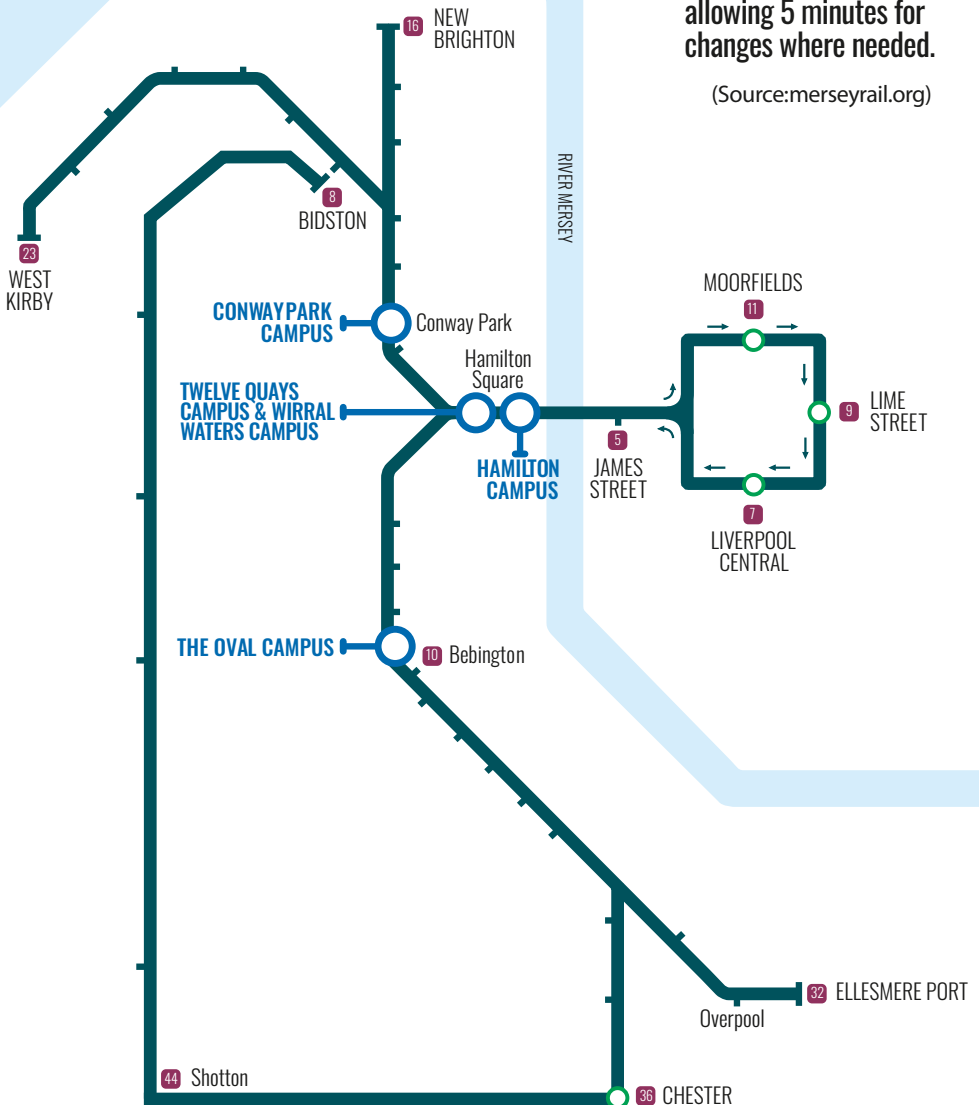 allowing 5 minutes for
changes where needed.
(Source:merseyrail.org)
16
NEW
BRIGHTON
RIVER MERSEY
8
BIDSTON
23
WEST
KIRBY
MOORFIELDS
11
CONWAY PARK
CAMPUS
Conway Park
Hamilton
Square
TWELVE QUAYS
CAMPUS & WIRRAL
WATERS CAMPUS
9
LIME
STREET
5
JAMES
STREET
HAMILTON
CAMPUS
7
LIVERPOOL
CENTRAL
THE OVAL CAMPUS
10
Bebington
32
ELLESMERE PORT
Overpool
44
Shotton
36
CHESTER